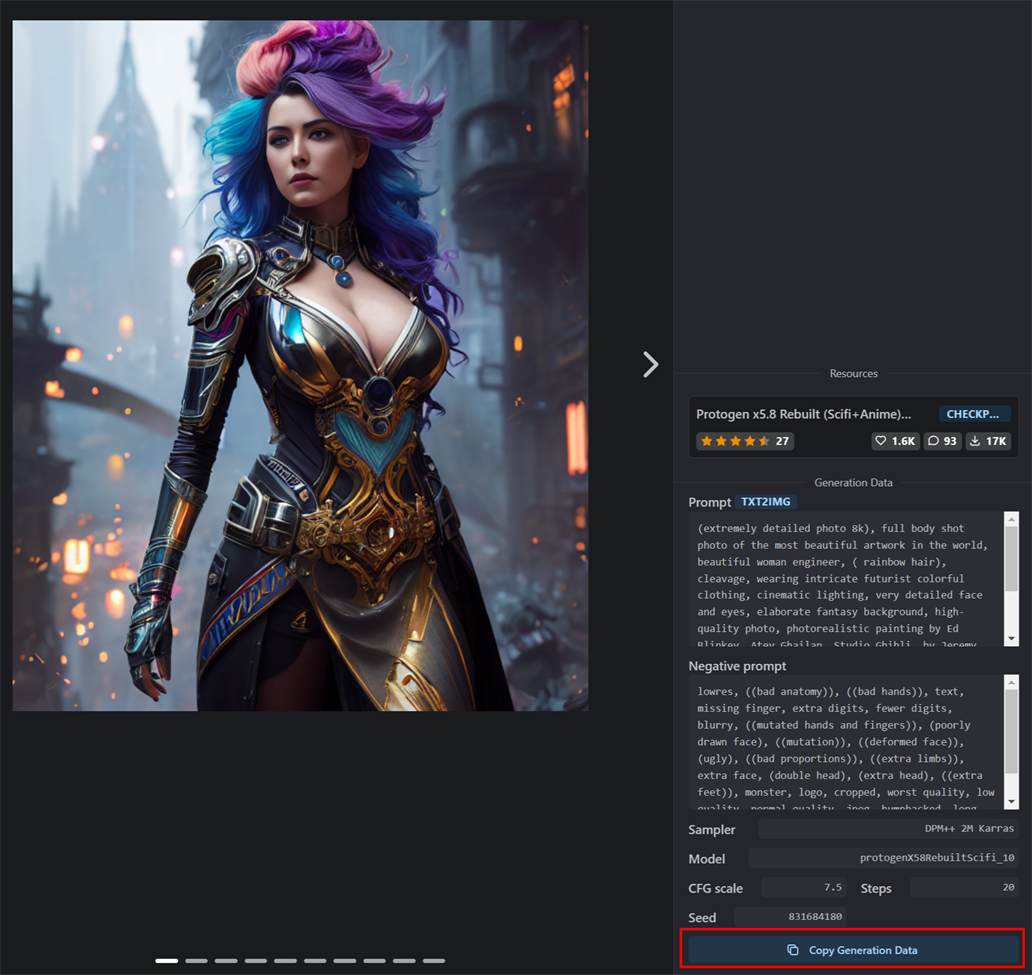 Resources
Protogen x5.8 Rebuilt (Scifi+Anime)... CHECKP...
27 1.6K 93 17K
Generation Data
Prompt TXT2IMG
(extremely detailed photo 8k), full body shot
photo of the most beautiful artwork in the world,
beautiful woman engineer, ( rainbow hair),
cleavage, wearing intricate futurist colorful
clothing, cinematic lighting, very detailed face
and eyes, elaborate fantasy background, high-
quality photo, photorealistic painting by Ed
Blinkey, Atey Ghailan, Studio Ghibli, by Jeremy
Negative prompt
lowres, ((bad anatomy)), ((bad hands)), text,
missing finger, extra digits, fewer digits,
blurry, ((mutated hands and fingers)), (poorly
drawn face), ((mutation)), ((deformed face)),
(ugly), ((bad proportions)), ((extra limbs)),
extra face, (double head), (extra head), ((extra
feet)), monster, logo, cropped, worst quality, low
quality, normal quality, jpeg, humpbacked, long
Sampler DPM++ 2M Karras
Model protogenX58RebuiltScifi_10
CFG scale 7.5 Steps 20
Seed 831684180
Copy Generation Data